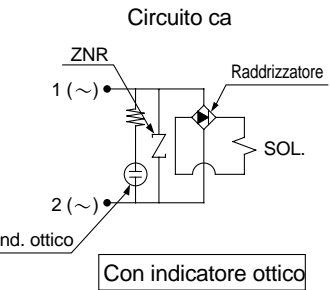 Circuito ca
ZNR
Raddrizzatore
1 (～)
SOL.
2 (～)
nd. ottico
Con indicatore ottico